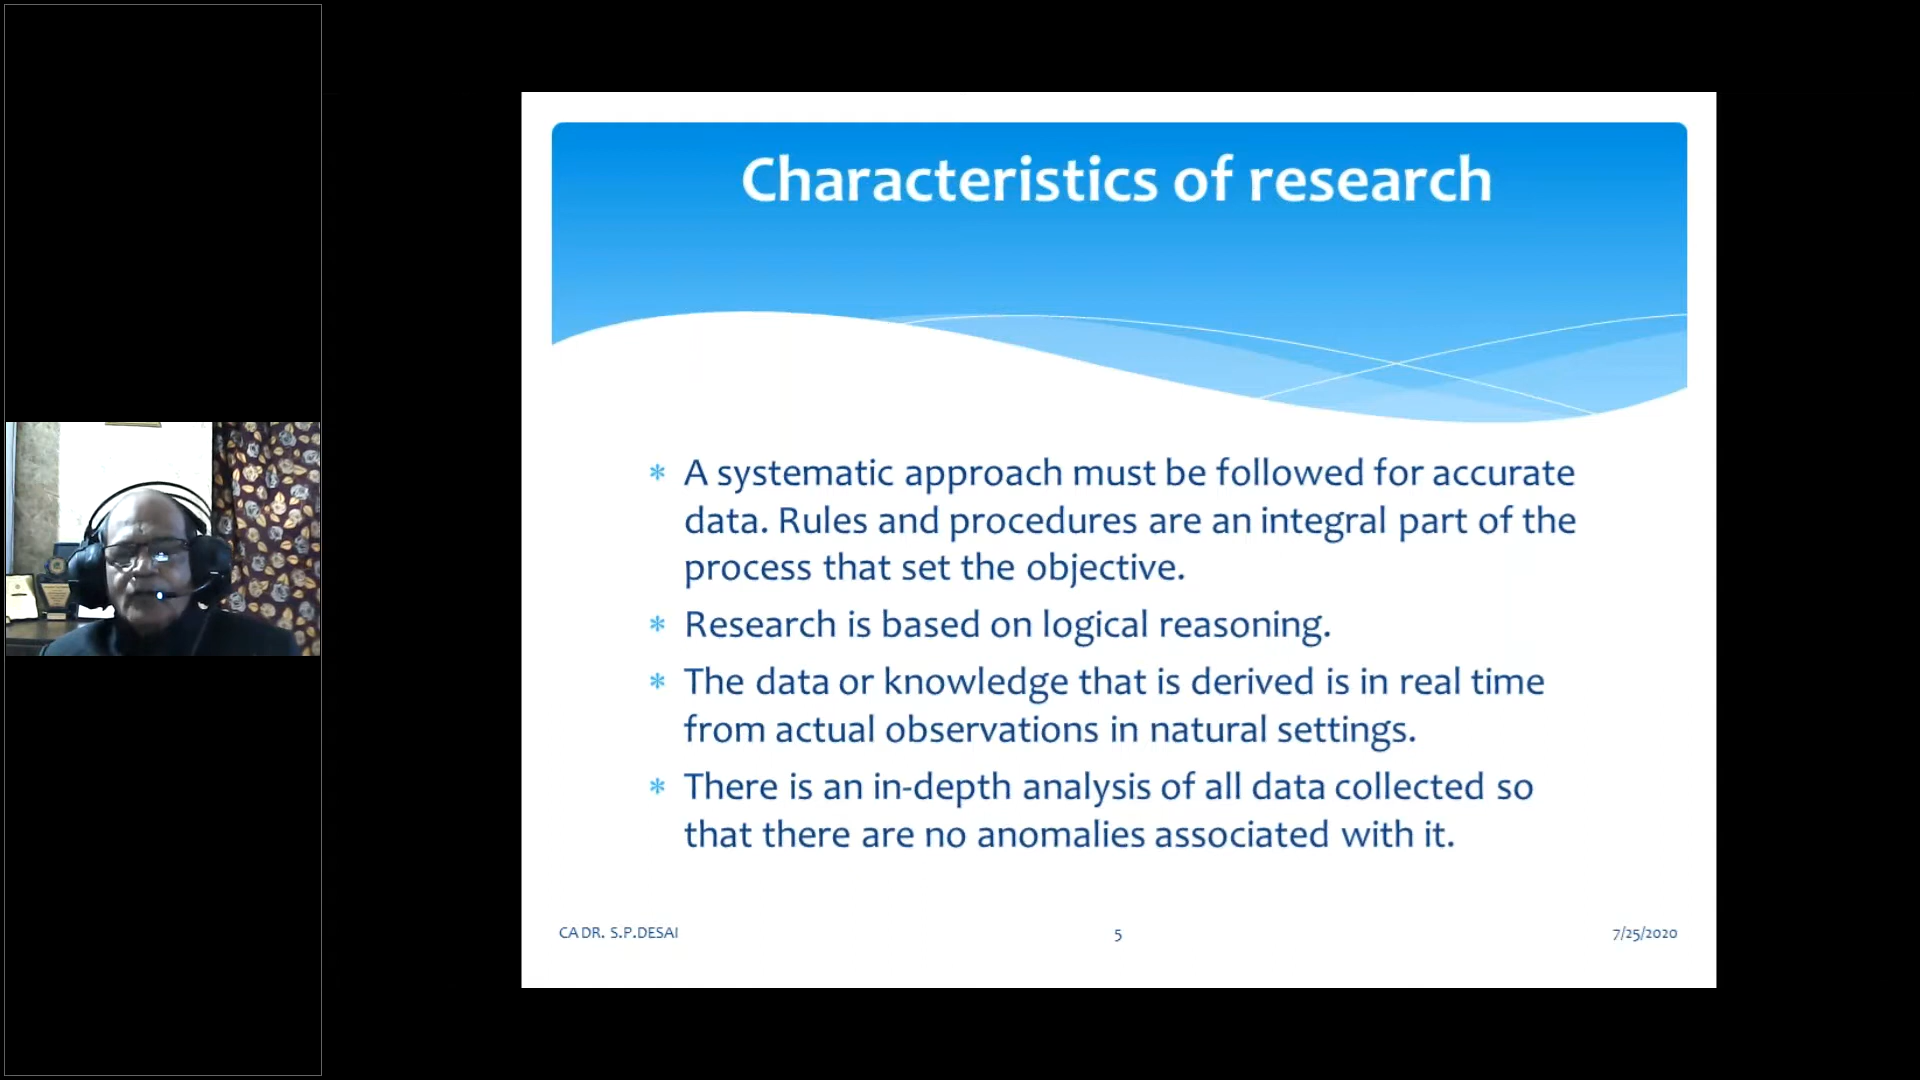 Characteristics of research
* A systematic approach must be followed for accurate
data. Rules and procedures are an integral part of the
process that set the objective.
* Research is based on logical reasoning.
* The data or knowledge that is derived is in real time
from actual observations in natural settings.
* There is an in-depth analysis of all data collected so
that there are no anomalies associated with it.
CA DR. S.P.DESAI
5
7/25/2020